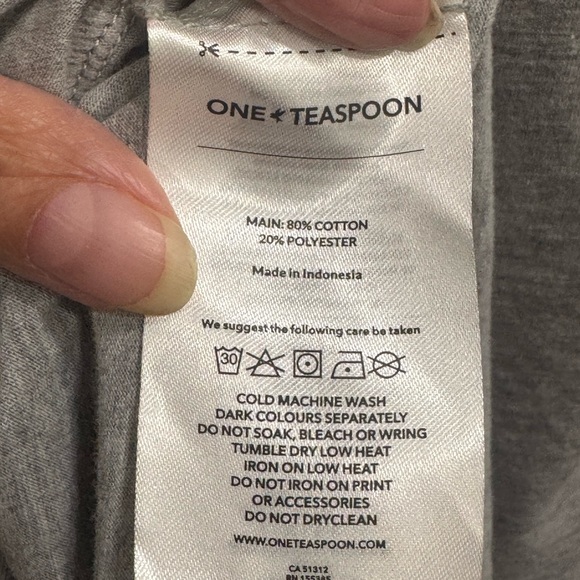 ONE TEASPOON
MAIN: 80% COTTON
20% POLYESTER
Made in Indonesia
We suggest the following care be taken
30
COLD MACHINE WASH
DARK COLOURS SEPARATELY
DO NOT SOAK, BLEACH OR WRING
TUMBLE DRY LOW HEAT
IRON ON LOW HEAT
DO NOT IRON ON PRINT
OR ACCESSORIES
DO NOT DRYCLEAN
WWW.ONETEASPOON.COM
CA 51312
RN 155385